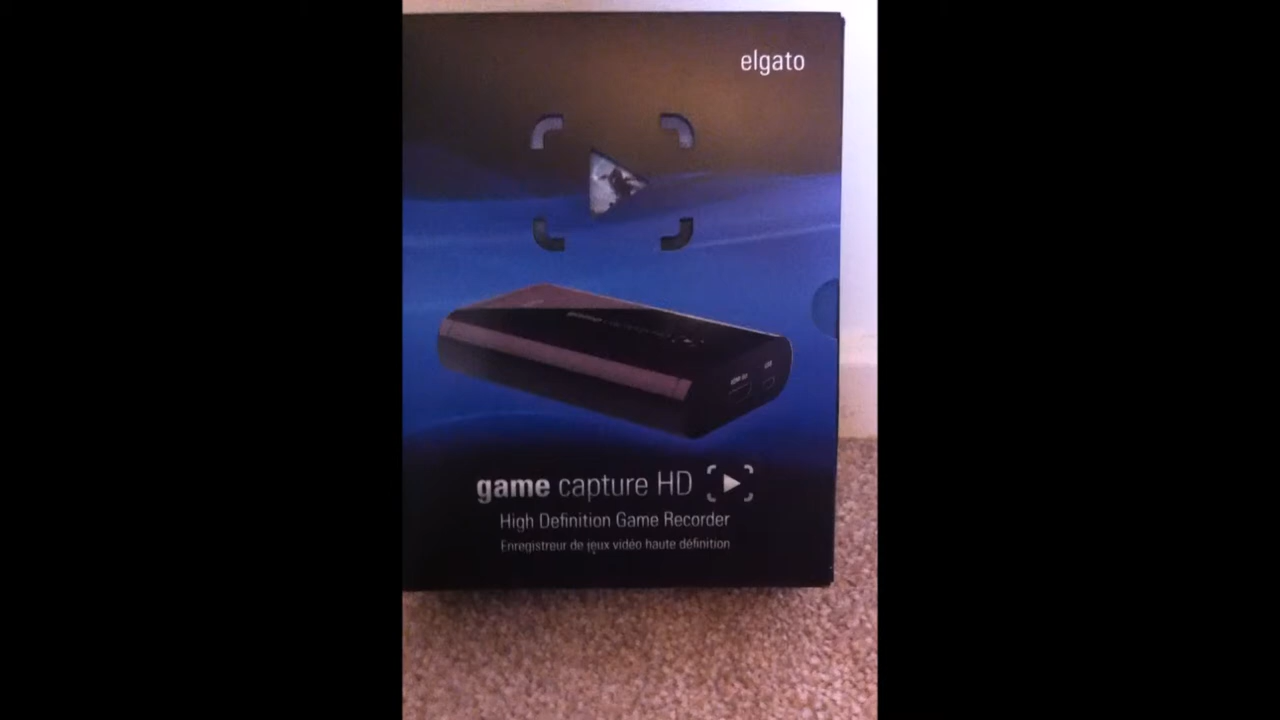 elgato
game capture HD
High Definition Game Recorder
Enregistreur de jeux vidéo haute définition